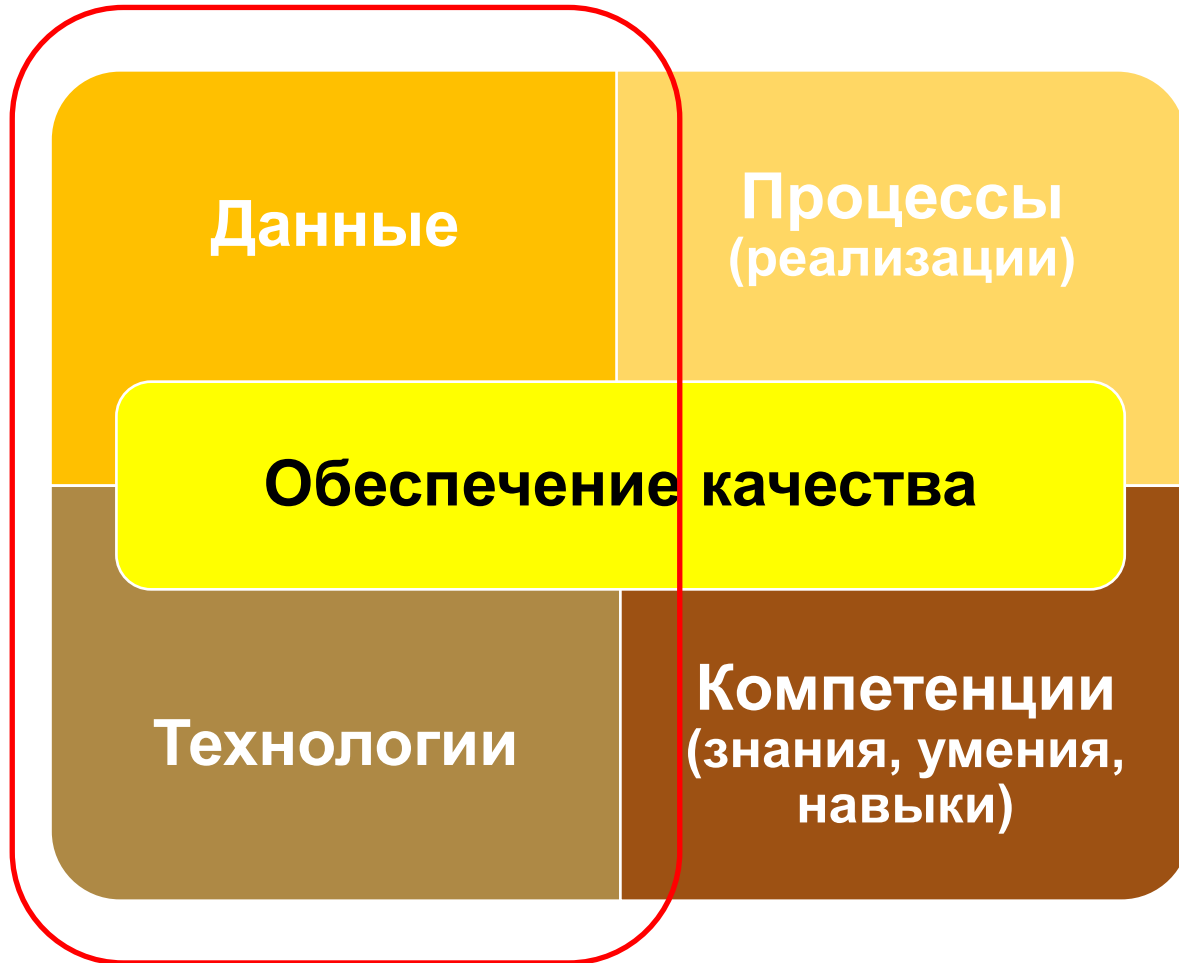 Данные
Процессы
(реализации)
Обеспечение качества
Технологии
Компетенции
(знания, умения,
навыки)